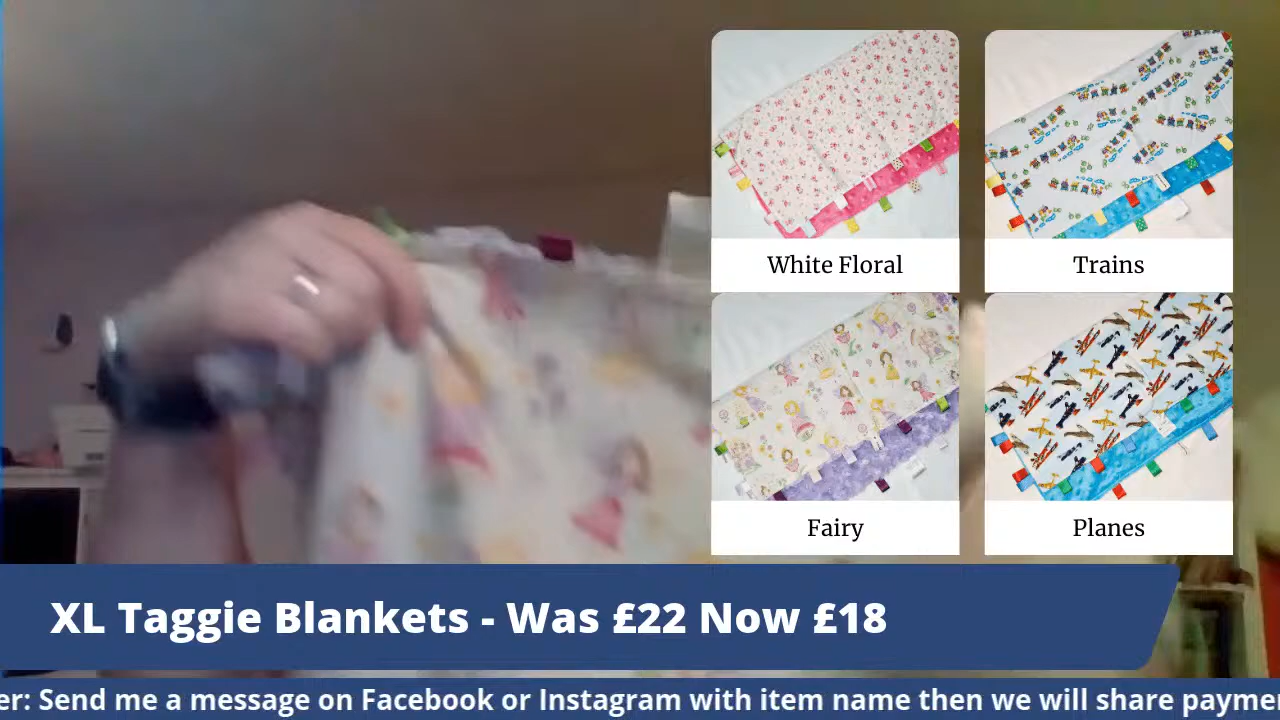 White Floral
Trains
Fairy
Planes
XL Taggie Blankets - Was £22 Now £18
er: Send me a message on Facebook or Instagram with item name then we will share payme